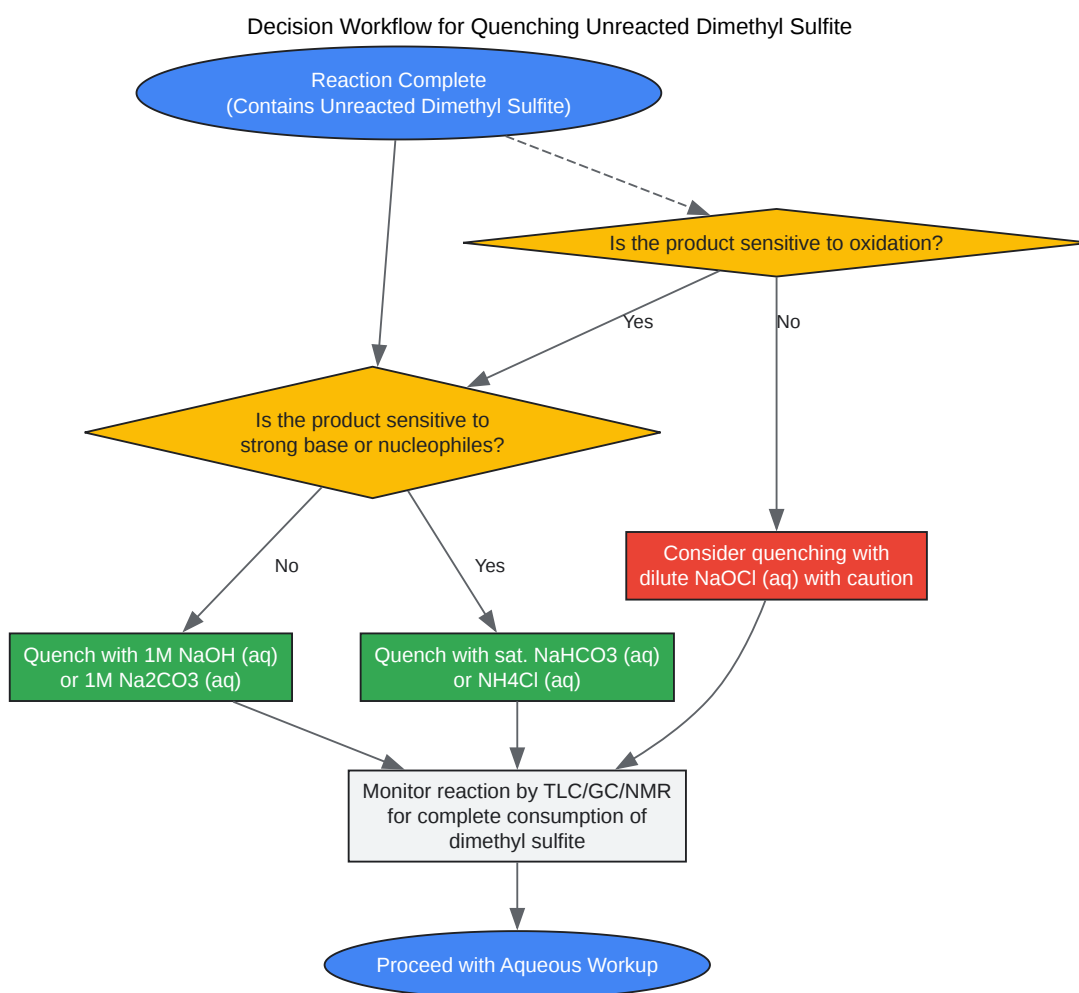 Decision Workflow for Quenching Unreacted Dimethyl Sulfite
Reaction Complete
(Contains Unreacted Dimethyl Sulfite)
Is the product sensitive to oxidation?
Yes
No
Is the product sensitive to
strong base or nucleophiles?
No
Yes
Consider quenching with
dilute NaOCl (aq) with caution
Quench with 1M NaOH (aq)
or 1M Na2CO3 (aq)
Quench with sat. NaHCO3 (aq)
or NH4Cl (aq)
Monitor reaction by TLC/GC/NMR
for complete consumption of
dimethyl sulfite
Proceed with Aqueous Workup